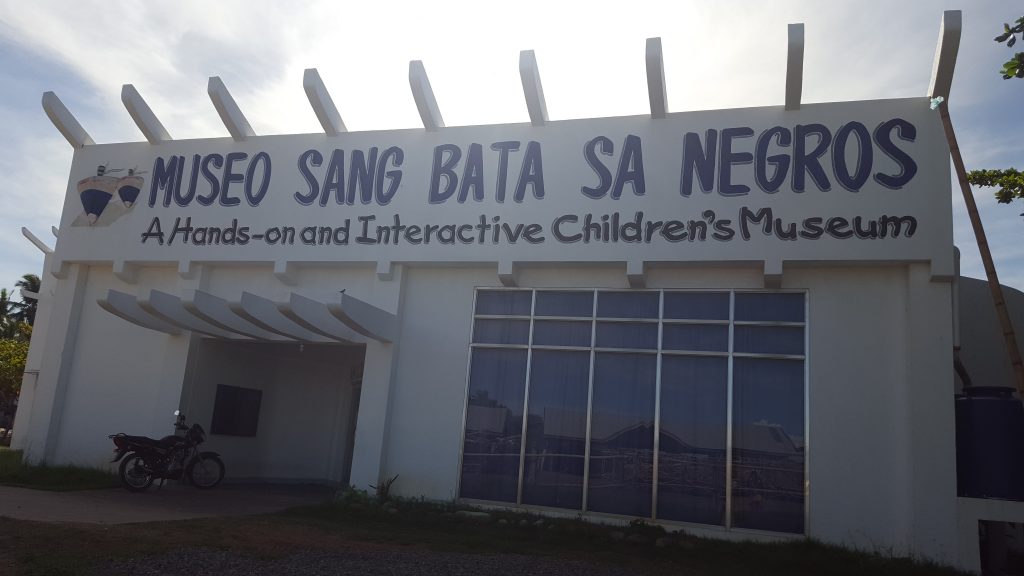 MUSEO SANG BATA SA NEGROS
A Hands-on and Interactive Children's Museum